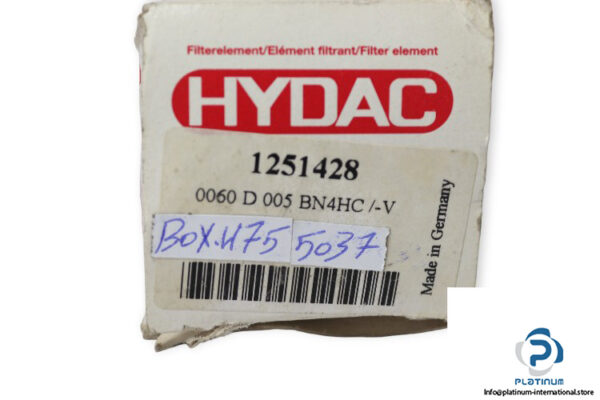 Filterelement/Elément filtrant/Filter element
HYDAC
1251428
0060 D 005 BN4HC /-V
BOX.475 5037
Made in Germany
PLATINUM
Info@platinum-international.store